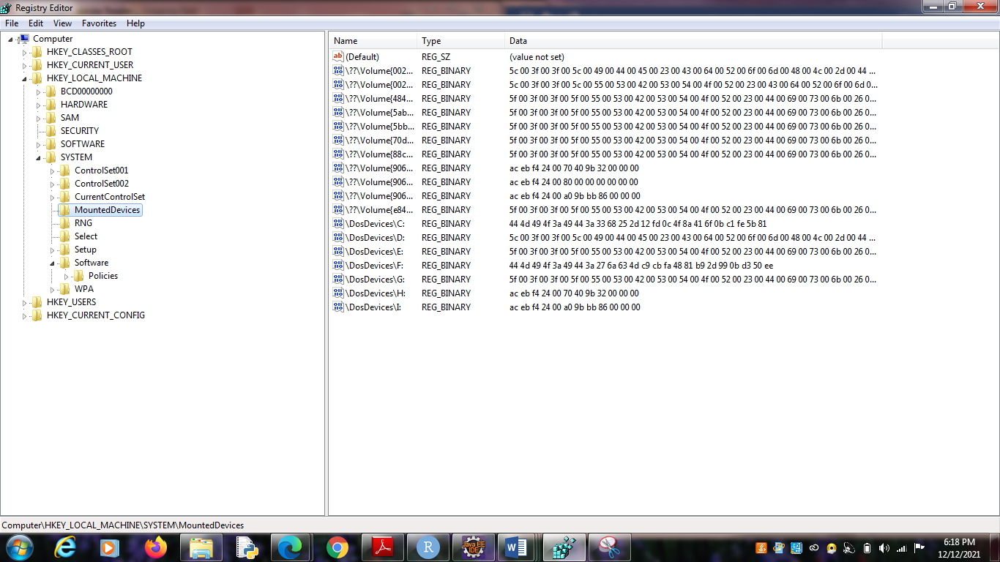 Registry Editor
File Edit View Favorites Help
Computer
HKEY_CLASSES_ROOT
HKEY_CURRENT_USER
HKEY_LOCAL_MACHINE
BCD00000000
HARDWARE
SAM
SECURITY
SOFTWARE
SYSTEM
ControlSet001
ControlSet002
CurrentControlSet
MountedDevices
RNG
Select
Setup
Software
Policies
WPA
HKEY_USERS
HKEY_CURRENT_CONFIG
Name Type Data
(Default) REG_SZ (value not set)
\??\Volume{002... REG_BINARY 5c 00 3f 00 3f 00 5c 00 49 00 44 00 45 00 23 00 43 00 64 00 52 00 6f 00 6d 00 48 00 4c 00 2d 00 44 ...
\??\Volume{002... REG_BINARY 5c 00 3f 00 3f 00 5c 00 55 00 53 00 42 00 53 00 54 00 4f 00 52 00 23 00 43 00 64 00 52 00 6f 00 6d 0...
\??\Volume{484... REG_BINARY 5f 00 3f 00 3f 00 5f 00 55 00 53 00 42 00 53 00 54 00 4f 00 52 00 23 00 44 00 69 00 73 00 6b 00 26 0...
\??\Volume{5ab... REG_BINARY 5f 00 3f 00 3f 00 5f 00 55 00 53 00 42 00 53 00 54 00 4f 00 52 00 23 00 44 00 69 00 73 00 6b 00 26 0...
\??\Volume{5bb... REG_BINARY 5f 00 3f 00 3f 00 5f 00 55 00 53 00 42 00 53 00 54 00 4f 00 52 00 23 00 44 00 69 00 73 00 6b 00 26 0...
\??\Volume{70d... REG_BINARY 5f 00 3f 00 3f 00 5f 00 55 00 53 00 42 00 53 00 54 00 4f 00 52 00 23 00 44 00 69 00 73 00 6b 00 26 0...
\??\Volume{88c... REG_BINARY 5f 00 3f 00 3f 00 5f 00 55 00 53 00 42 00 53 00 54 00 4f 00 52 00 23 00 44 00 69 00 73 00 6b 00 26 0...
\??\Volume{906... REG_BINARY ac eb f4 24 00 70 40 9b 32 00 00 00
\??\Volume{906... REG_BINARY ac eb f4 24 00 80 00 00 00 00 00 00
\??\Volume{906... REG_BINARY ac eb f4 24 00 a0 9b bb 86 00 00 00
\??\Volume{e84... REG_BINARY 5f 00 3f 00 3f 00 5f 00 55 00 53 00 42 00 53 00 54 00 4f 00 52 00 23 00 44 00 69 00 73 00 6b 00 26 0...
\DosDevices\C: REG_BINARY 44 4d 49 4f 3a 49 44 3a 33 68 25 2d 12 fd 0c 4f 8a 41 6f 0b c1 fe 5b 81
\DosDevices\D: REG_BINARY 5c 00 3f 00 3f 00 5c 00 49 00 44 00 45 00 23 00 43 00 64 00 52 00 6f 00 6d 00 48 00 4c 00 2d 00 44 ...
\DosDevices\E: REG_BINARY 5f 00 3f 00 3f 00 5f 00 55 00 53 00 42 00 53 00 54 00 4f 00 52 00 23 00 44 00 69 00 73 00 6b 00 26 0...
\DosDevices\F: REG_BINARY 44 4d 49 4f 3a 49 44 3a 27 6a 63 4d c9 cb fa 48 81 b9 2d 99 0b d3 50 ee
\DosDevices\G: REG_BINARY 5f 00 3f 00 3f 00 5f 00 55 00 53 00 42 00 53 00 54 00 4f 00 52 00 23 00 44 00 69 00 73 00 6b 00 26 0...
\DosDevices\H: REG_BINARY ac eb f4 24 00 70 40 9b 32 00 00 00
\DosDevices\I: REG_BINARY ac eb f4 24 00 a0 9b bb 86 00 00 00
Computer\HKEY_LOCAL_MACHINE\SYSTEM\MountedDevices
6:18 PM
12/12/2021